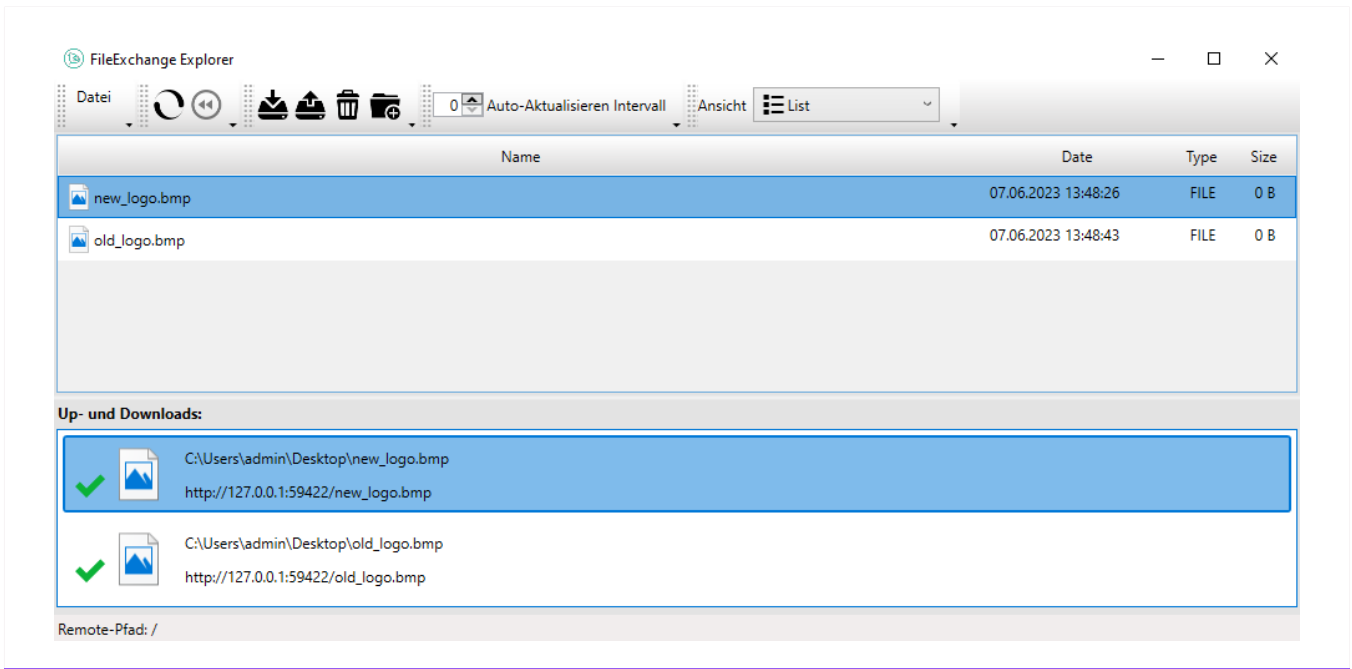 FileExchange Explorer
Datei 0 Auto-Aktualisieren Intervall Ansicht List
Name Date Type Size
new_logo.bmp 07.06.2023 13:48:26 FILE 0 B
old_logo.bmp 07.06.2023 13:48:43 FILE 0 B
Up- und Downloads:
C:\Users\admin\Desktop\new_logo.bmp
http://127.0.0.1:59422/new_logo.bmp
C:\Users\admin\Desktop\old_logo.bmp
http://127.0.0.1:59422/old_logo.bmp
Remote-Pfad: /